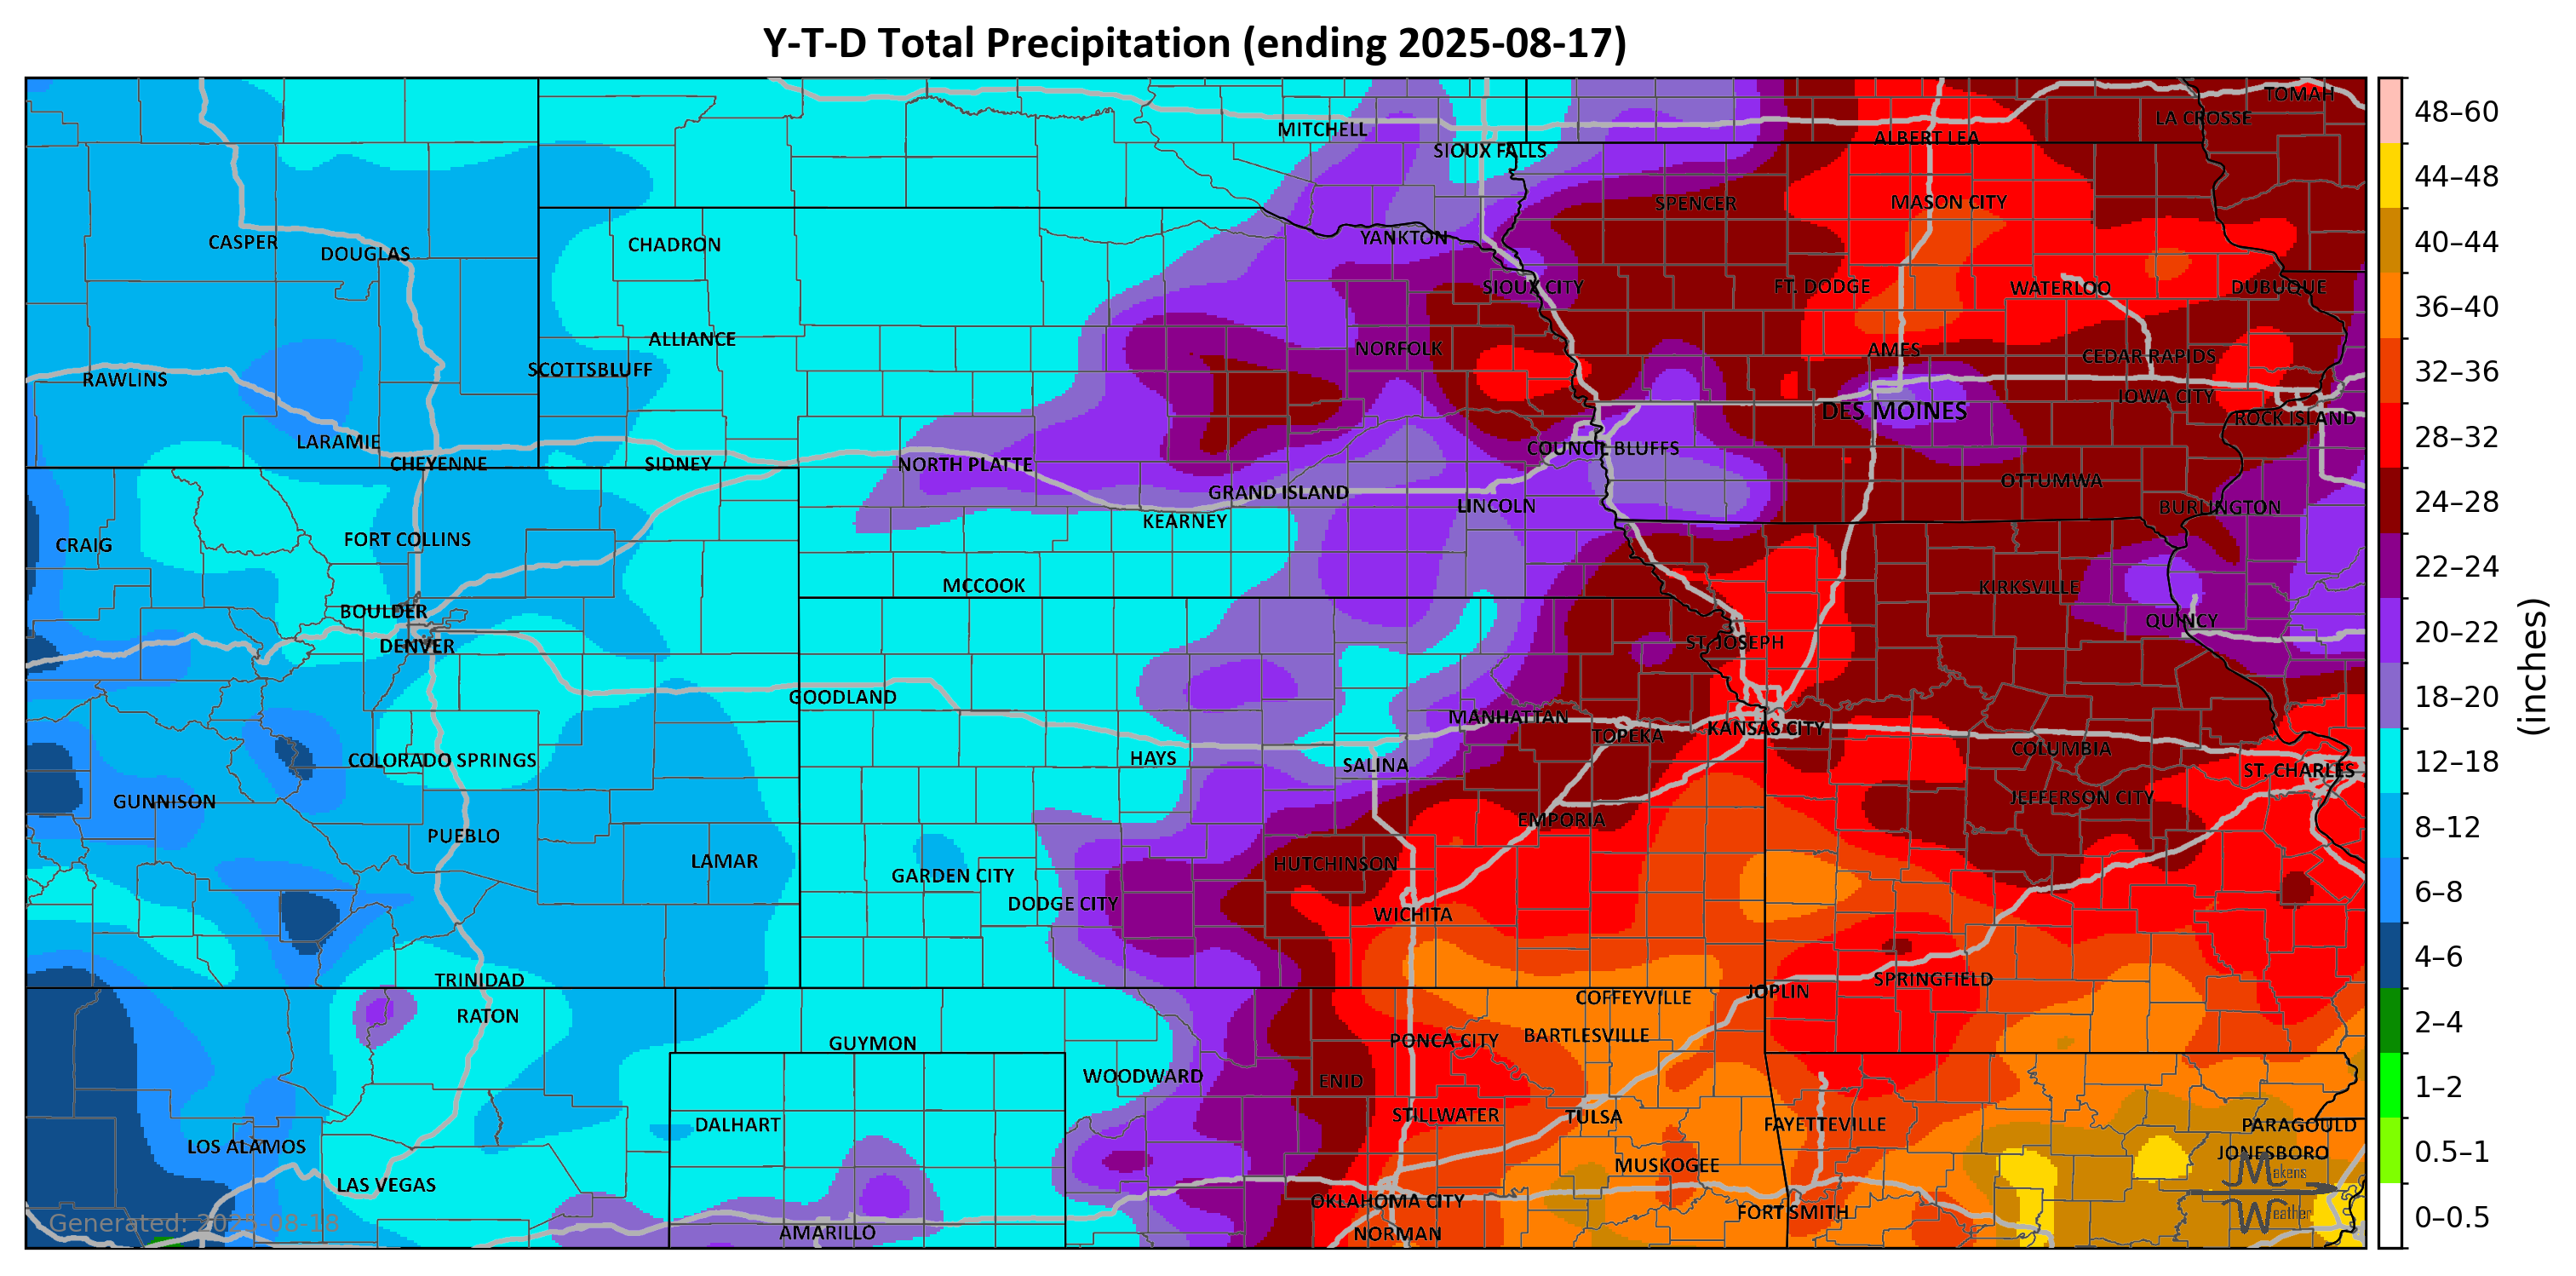 Y-T-D Total Precipitation (ending 2025-08-17)
TOMAH
LA CROSSE
MITCHELL
ALBERT LEA
SIOUX FALLS
MASON CITY
SPENCER
YANKTON
CASPER
CHADRON
DOUGLAS
SIOUX CITY
FT. DODGE
WATERLOO
DUBUQUE
ALLIANCE
NORFOLK
AMES
CEDAR RAPIDS
SCOTTSBLUFF
RAWLINS
IOWA CITY
DES MOINES
ROCK ISLAND
LARAMIE
COUNCIL BLUFFS
CHEYENNE
SIDNEY
NORTH PLATTE
OTTUMWA
GRAND ISLAND
LINCOLN
BURLINGTON
KEARNEY
FORT COLLINS
CRAIG
MCCOOK
KIRKSVILLE
BOULDER
QUINCY
DENVER
ST. JOSEPH
GOODLAND
MANHATTAN
KANSAS CITY
TOPEKA
COLUMBIA
COLORADO SPRINGS
HAYS
SALINA
ST. CHARLES
GUNNISON
JEFFERSON CITY
EMPORIA
PUEBLO
LAMAR
HUTCHINSON
GARDEN CITY
DODGE CITY
WICHITA
TRINIDAD
SPRINGFIELD
JOPLIN
COFFEYVILLE
RATON
BARTLESVILLE
GUYMON
PONCA CITY
WOODWARD
ENID
STILLWATER
TULSA
DALHART
FAYETTEVILLE
PARAGOULD
LOS ALAMOS
JONESBORO
MUSKOGEE
LAS VEGAS
OKLAHOMA CITY
FORT SMITH
AMARILLO
NORMAN
Generated: 2025-08-18
Makens
Weather
48–60
44–48
40–44
36–40
32–36
28–32
24–28
22–24
20–22
18–20
12–18
8–12
6–8
4–6
2–4
1–2
0.5–1
0–0.5
(inches)